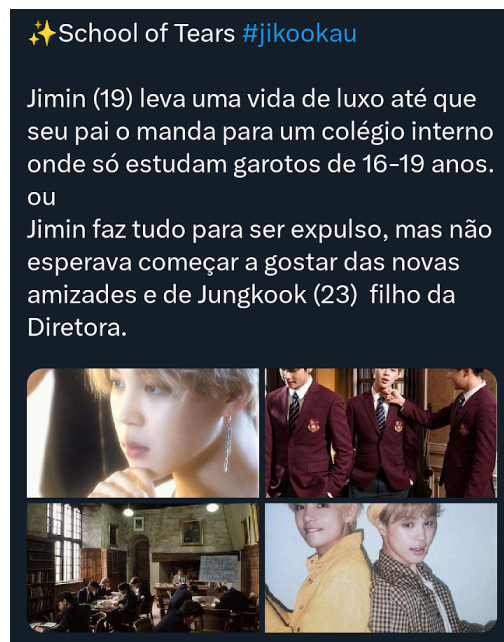 ✨School of Tears #jikookau
Jimin (19) leva uma vida de luxo até que
seu pai o manda para um colégio interno
onde só estudam garotos de 16-19 anos.
ou
Jimin faz tudo para ser expulso, mas não
esperava começar a gostar das novas
amizades e de Jungkook (23)  filho da
Diretora.